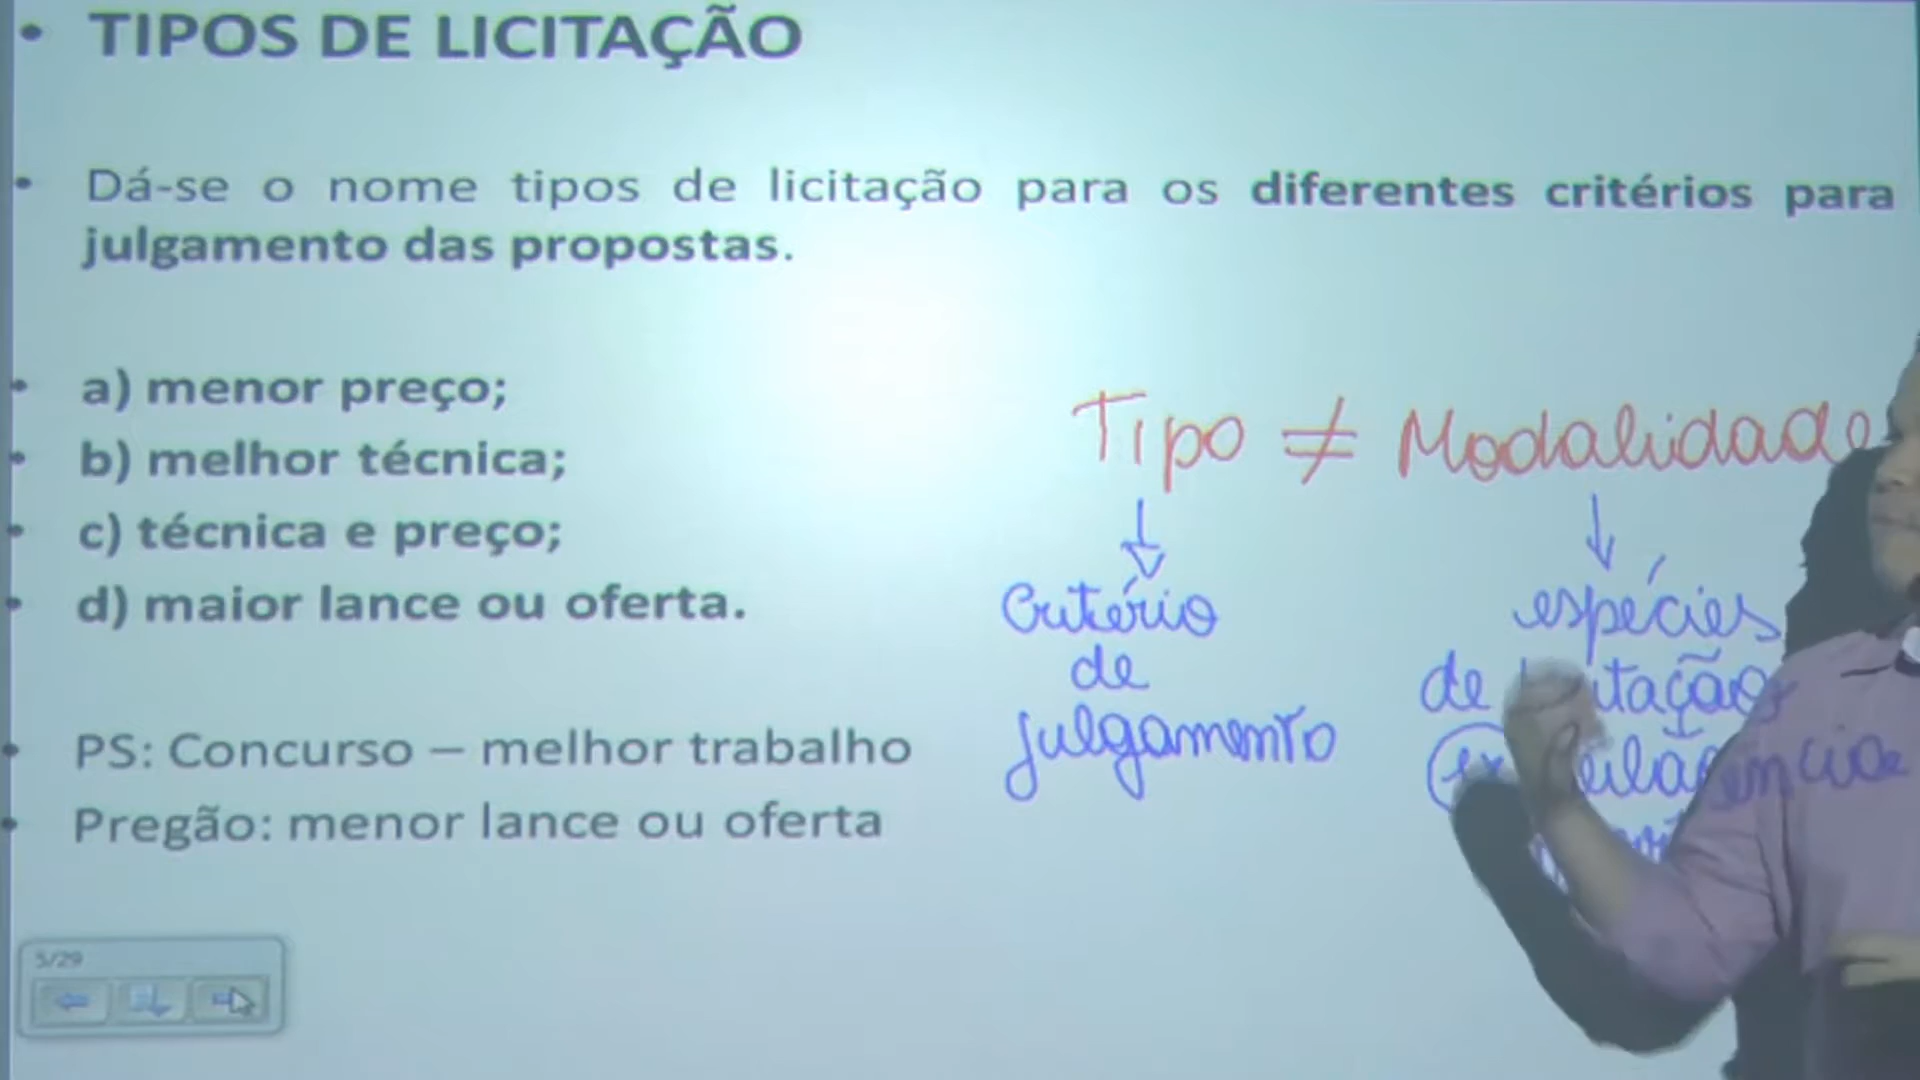 • TIPOS DE LICITAÇÃO
• Dá-se o nome tipos de licitação para os diferentes critérios para
julgamento das propostas.
• a) menor preço;
• b) melhor técnica;
• c) técnica e preço;
• d) maior lance ou oferta.
• PS: Concurso – melhor trabalho
• Pregão: menor lance ou oferta
Tipo ≠ Modalidade
Critério
de
julgamento
espécies
de
5/29